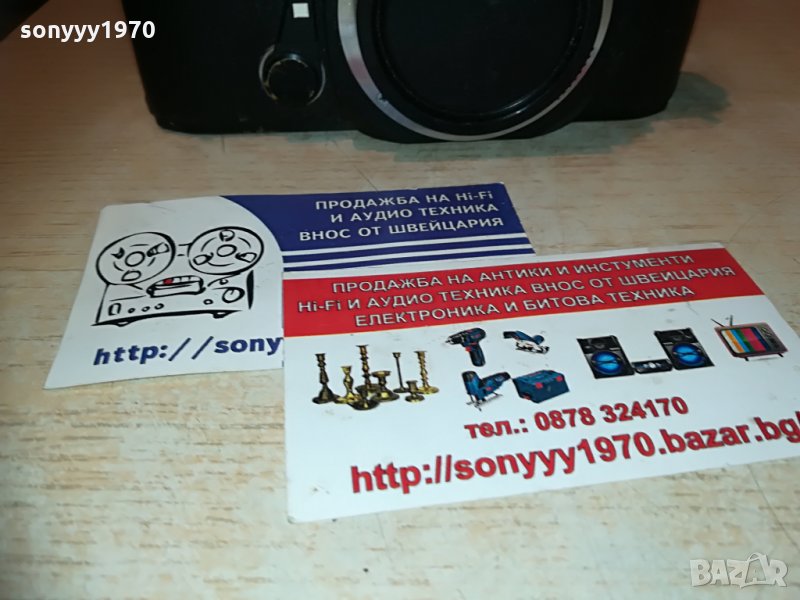 sonyyy1970
ПРОДАЖБА НА Hi-Fi
И АУДИО ТЕХНИКА
ВНОС ОТ ШВЕЙЦАРИЯ
http://sony
ПРОДАЖБА НА АНТИКИ И ИНСТУМЕНТИ
Hi-Fi И АУДИО ТЕХНИКА ВНОС ОТ ШВЕЙЦАРИЯ
ЕЛЕКТРОНИКА И БИТОВА ТЕХНИКА
тел.: 0878 324170
http://sonyyy1970.bazar.bg/
BAZAR